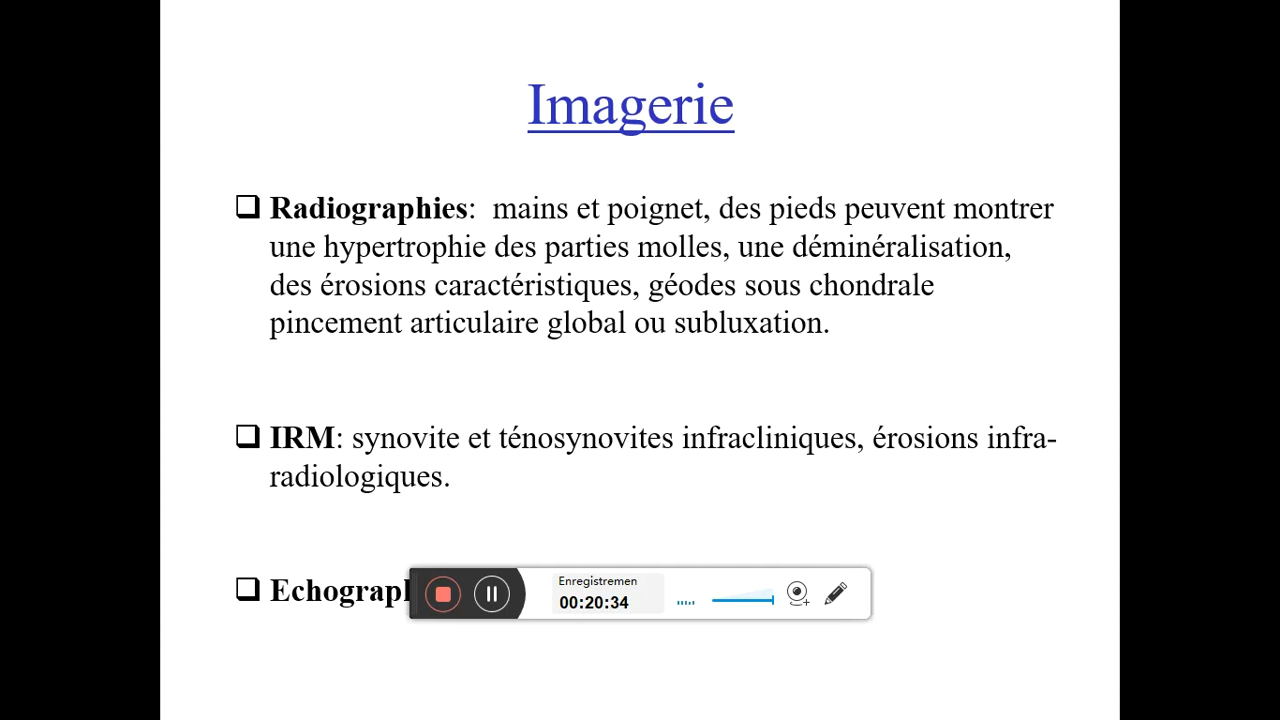 Imagerie
Radiographies: mains et poignet, des pieds peuvent montrer
une hypertrophie des parties molles, une déminéralisation,
des érosions caractéristiques, géodes sous chondrale
pincement articulaire global ou subluxation.
IRM: synovite et ténosynovites infracliniques, érosions infra-
radiologiques.
Enregistremen
00:20:34